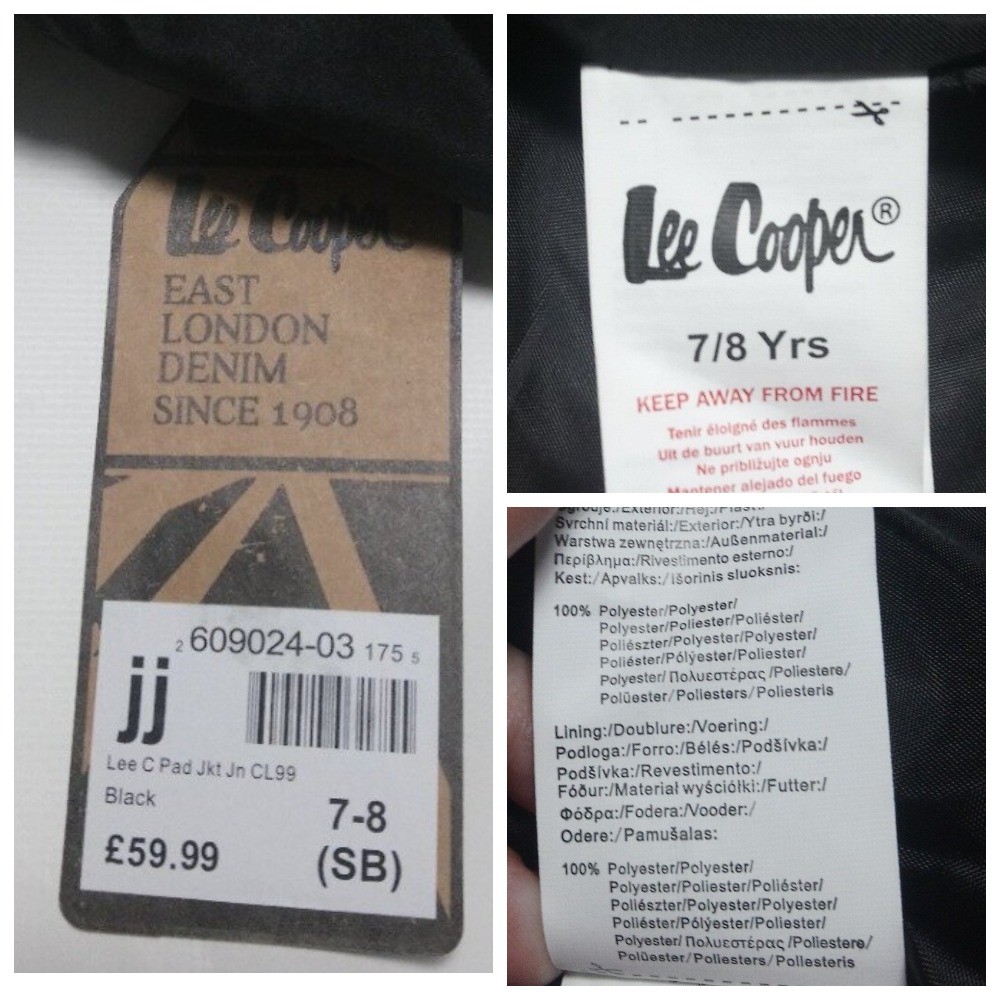 Lee Cooper
EAST
LONDON
DENIM
SINCE 1908
2 609024-03 175 5
jj
Lee C Pad Jkt Jn CL99
Black
7-8
£59.99
(SB)
Lee Cooper®
7/8 Yrs
KEEP AWAY FROM FIRE
Tenir éloigné des flammes
Uit de buurt van vuur houden
Ne približujte ognju
Mantener alejado del fuego
Svrchní materiál:/Exterior:/Ytra byrði:/
Warstwa zewnętrzna:/Außenmaterial:/
Περίβλημα:/Rivestimento esterno:/
Kest:/Apvalks:/Išorinis sluoksnis:
100% Polyester/Polyester/
Polyester/Poliester/Poliéster/
Poliészter/Polyester/Polyester/
Poliéster/Pólýester/Poliester/
Polyester/Πολυεστέρας/Poliestere/
Polüester/Poliesters/Poliesteris
Lining:/Doublure:/Voering:/
Podloga:/Forro:/Bélés:/Podšívka:/
Podšívka:/Revestimento:/
Fóður:/Materiał wyściółki:/Futter:/
Φόδρα:/Fodera:/Vooder:/
Odere:/Pamušalas:
100% Polyester/Polyester/
Polyester/Poliester/Poliéster/
Poliészter/Polyester/Polyester/
Poliéster/Pólýester/Poliester/
Polyester/Πολυεστέρας/Poliestere/
Polüester/Poliesters/Poliesteris